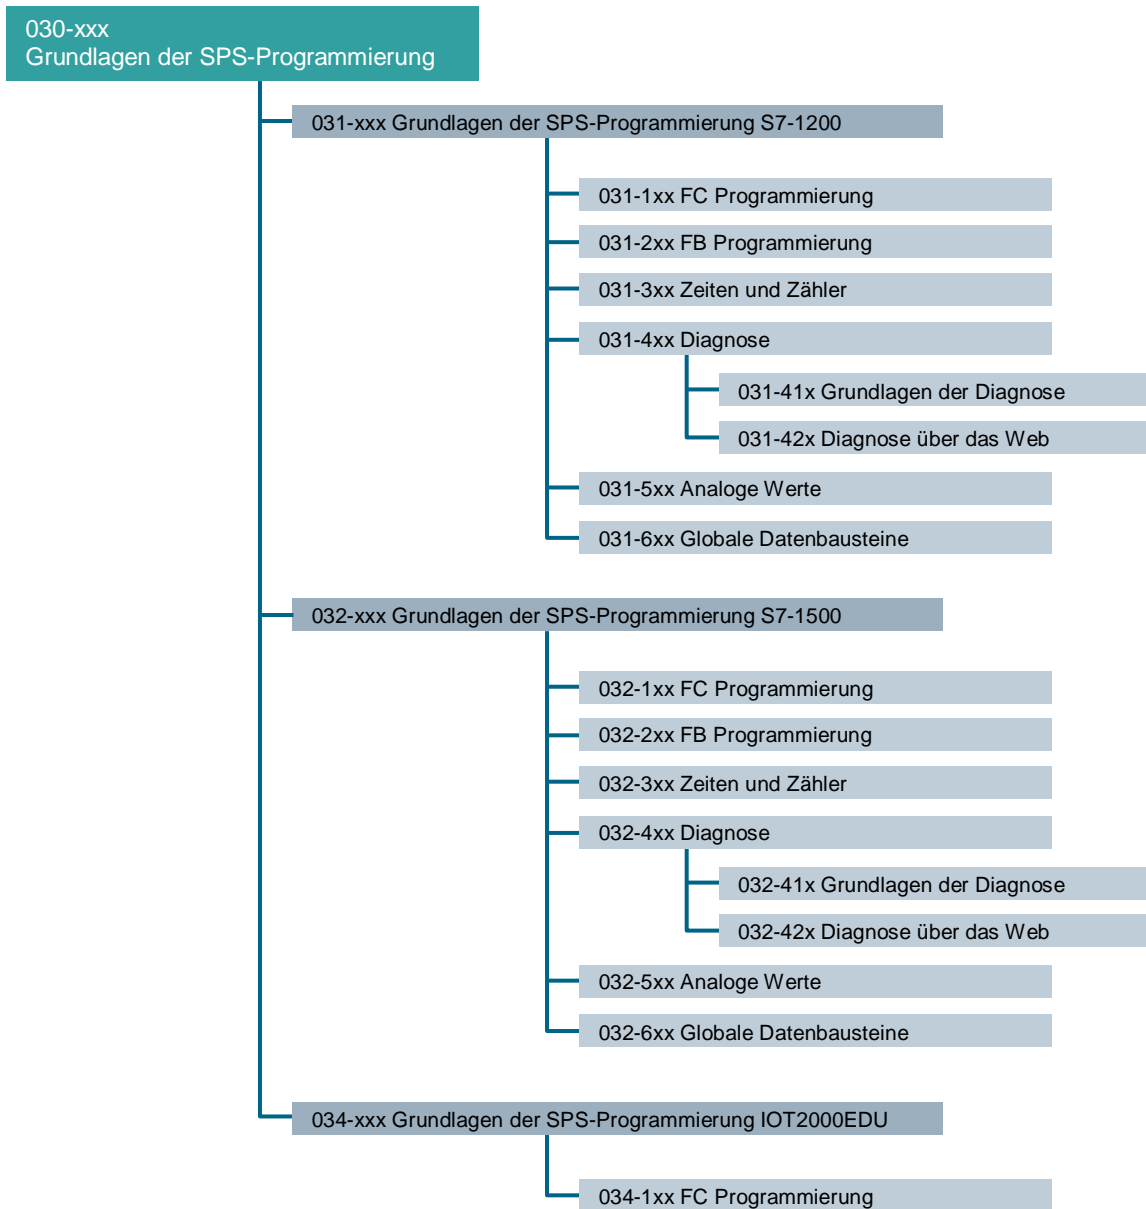 030-xxx
Grundlagen der SPS-Programmierung
031-xxx Grundlagen der SPS-Programmierung S7-1200
031-1xx FC Programmierung
031-2xx FB Programmierung
031-3xx Zeiten und Zähler
031-4xx Diagnose
031-41x Grundlagen der Diagnose
031-42x Diagnose über das Web
031-5xx Analoge Werte
031-6xx Globale Datenbausteine
032-xxx Grundlagen der SPS-Programmierung S7-1500
032-1xx FC Programmierung
032-2xx FB Programmierung
032-3xx Zeiten und Zähler
032-4xx Diagnose
032-41x Grundlagen der Diagnose
032-42x Diagnose über das Web
032-5xx Analoge Werte
032-6xx Globale Datenbausteine
034-xxx Grundlagen der SPS-Programmierung IOT2000EDU
034-1xx FC Programmierung